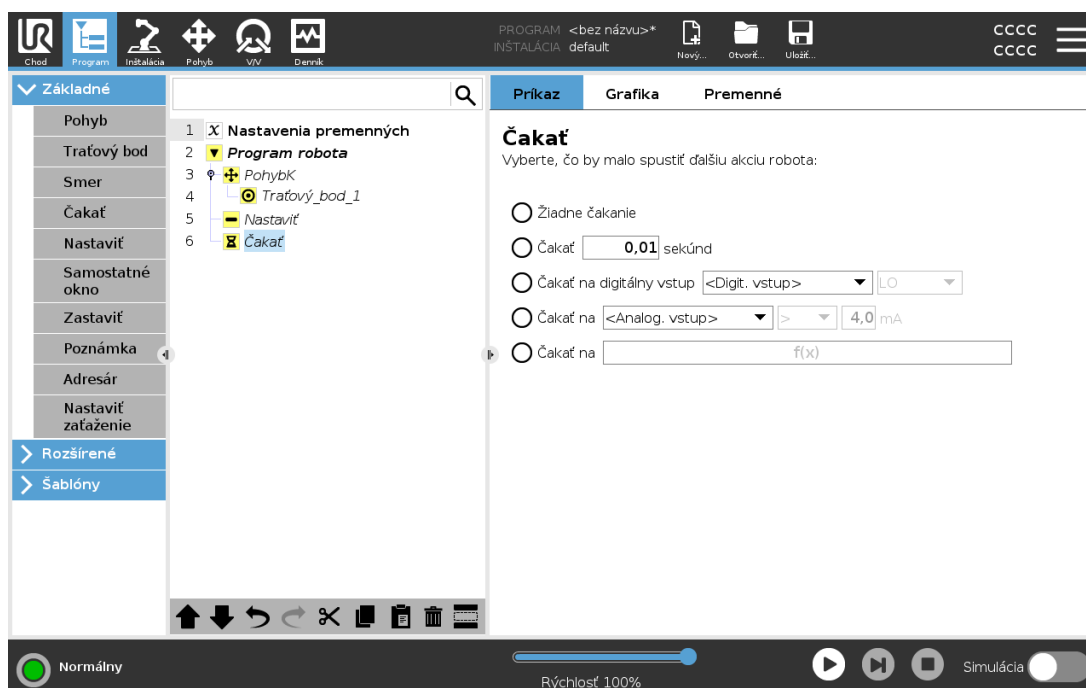 Chod
Program
Inštalácia
Pohyb
V/V
Denník
PROGRAM <bez názvu>*
INŠTALÁCIA default
Nový...
Otvoriť...
Uložiť...
cccc
cccc
Základné
Pohyb
Traťový bod
Smer
Čakať
Nastaviť
Samostatné
okno
Zastaviť
Poznámka
Adresár
Nastaviť
zaťaženie
Rozšírené
Šablóny
1 X Nastavenia premenných
2 Program robota
3 PohybK
4 Traťový_bod_1
5 Nastaviť
6 Čakať
Príkaz Grafika Premenné
Čakať
Vyberte, čo by malo spustiť ďalšiu akciu robota:
Žiadne čakanie
Čakať 0,01 sekúnd
Čakať na digitálny vstup <Digit. vstup> LO
Čakať na <Analog. vstup> > 4,0 mA
Čakať na f(x)
Normálny
Rýchlosť 100%
Simulácia